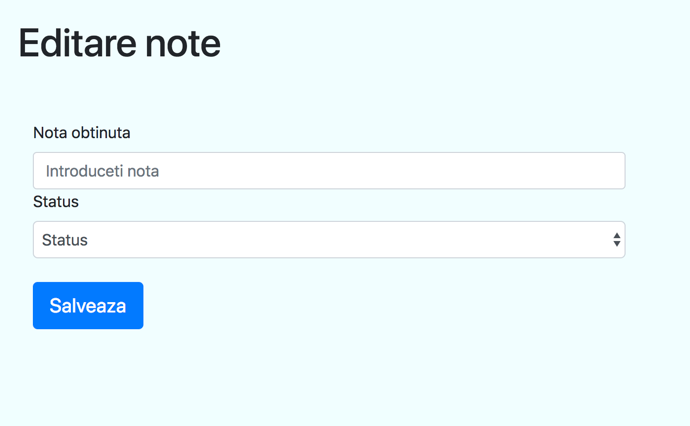 Editare note
Nota obtinuta
Introduceti nota
Status
Status
Salveaza